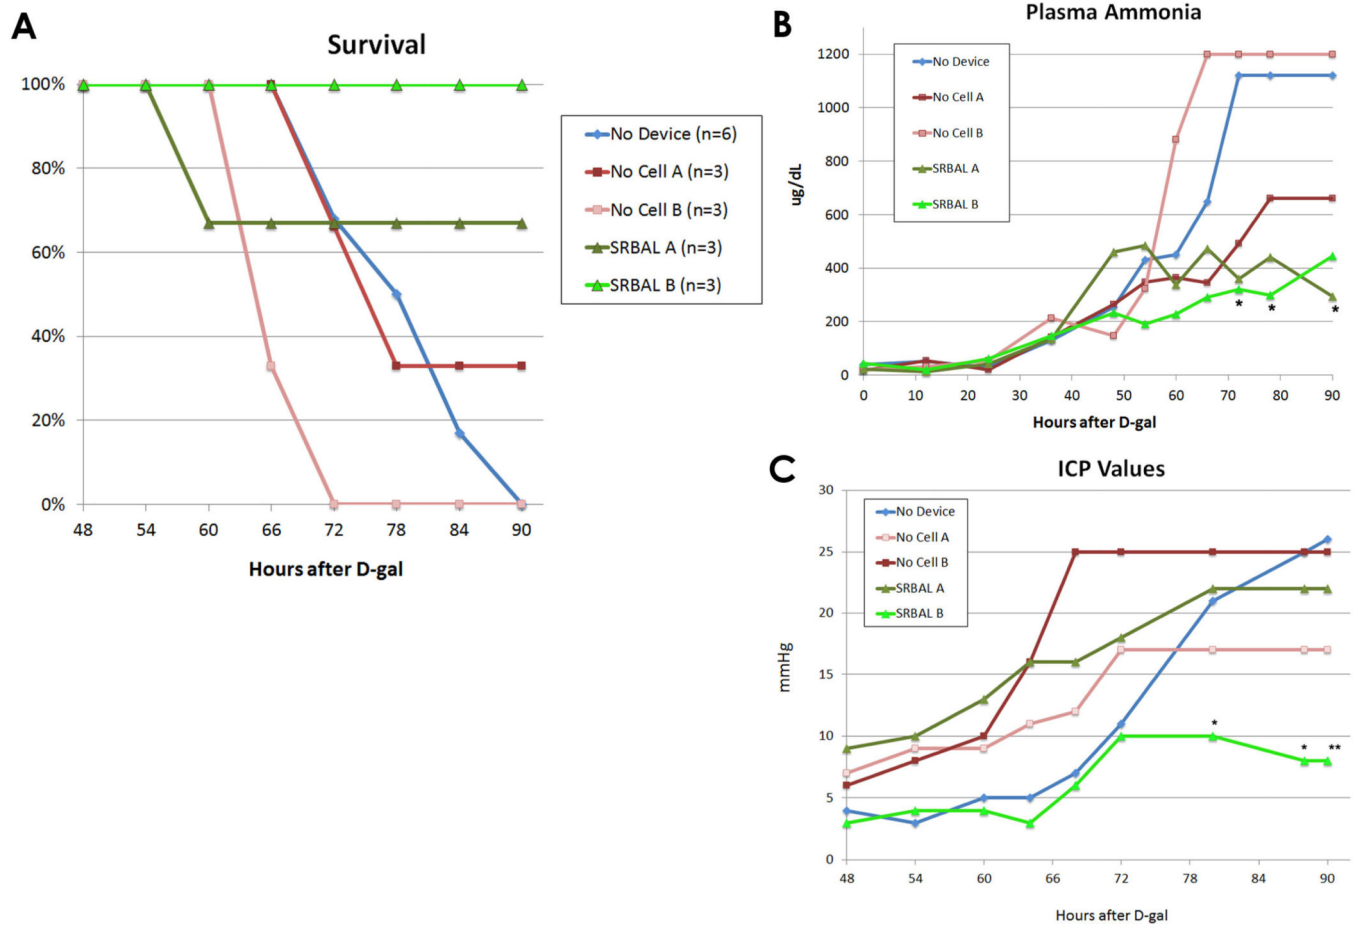 A
Survival
100%
80%
60%
40%
20%
0%
48 54 60 66 72 78 84 90
Hours after D-gal
No Device (n=6)
No Cell A (n=3)
No Cell B (n=3)
SRBAL A (n=3)
SRBAL B (n=3)
B
Plasma Ammonia
ug/dL
1200
1000
800
600
400
200
0
0 10 20 30 40 50 60 70 80 90
Hours after D-gal
No Device
No Cell A
No Cell B
SRBAL A
SRBAL B
* * *
C
ICP Values
mmHg
30
25
20
15
10
5
0
48 54 60 66 72 78 84 90
Hours after D-gal
No Device
No Cell A
No Cell B
SRBAL A
SRBAL B
* * **